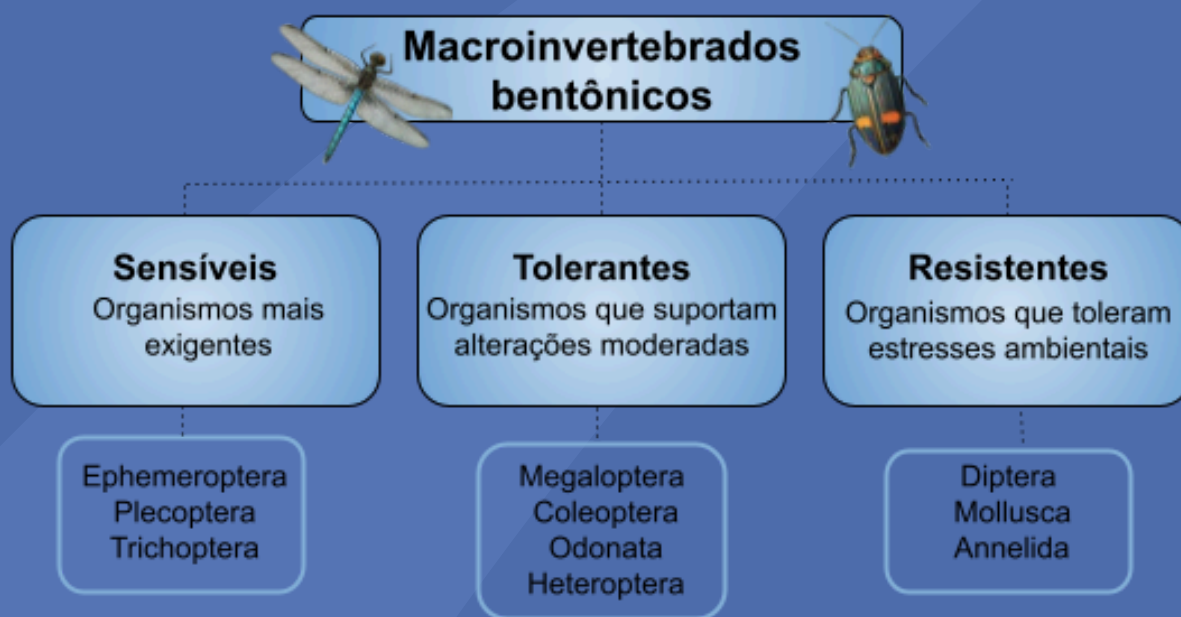 Macroinvertebrados
bentônicos
Sensíveis
Organismos mais
exigentes
Tolerantes
Organismos que suportam
alterações moderadas
Resistentes
Organismos que toleram
estresses ambientais
Ephemeroptera
Plecoptera
Trichoptera
Megaloptera
Coleoptera
Odonata
Heteroptera
Diptera
Mollusca
Annelida